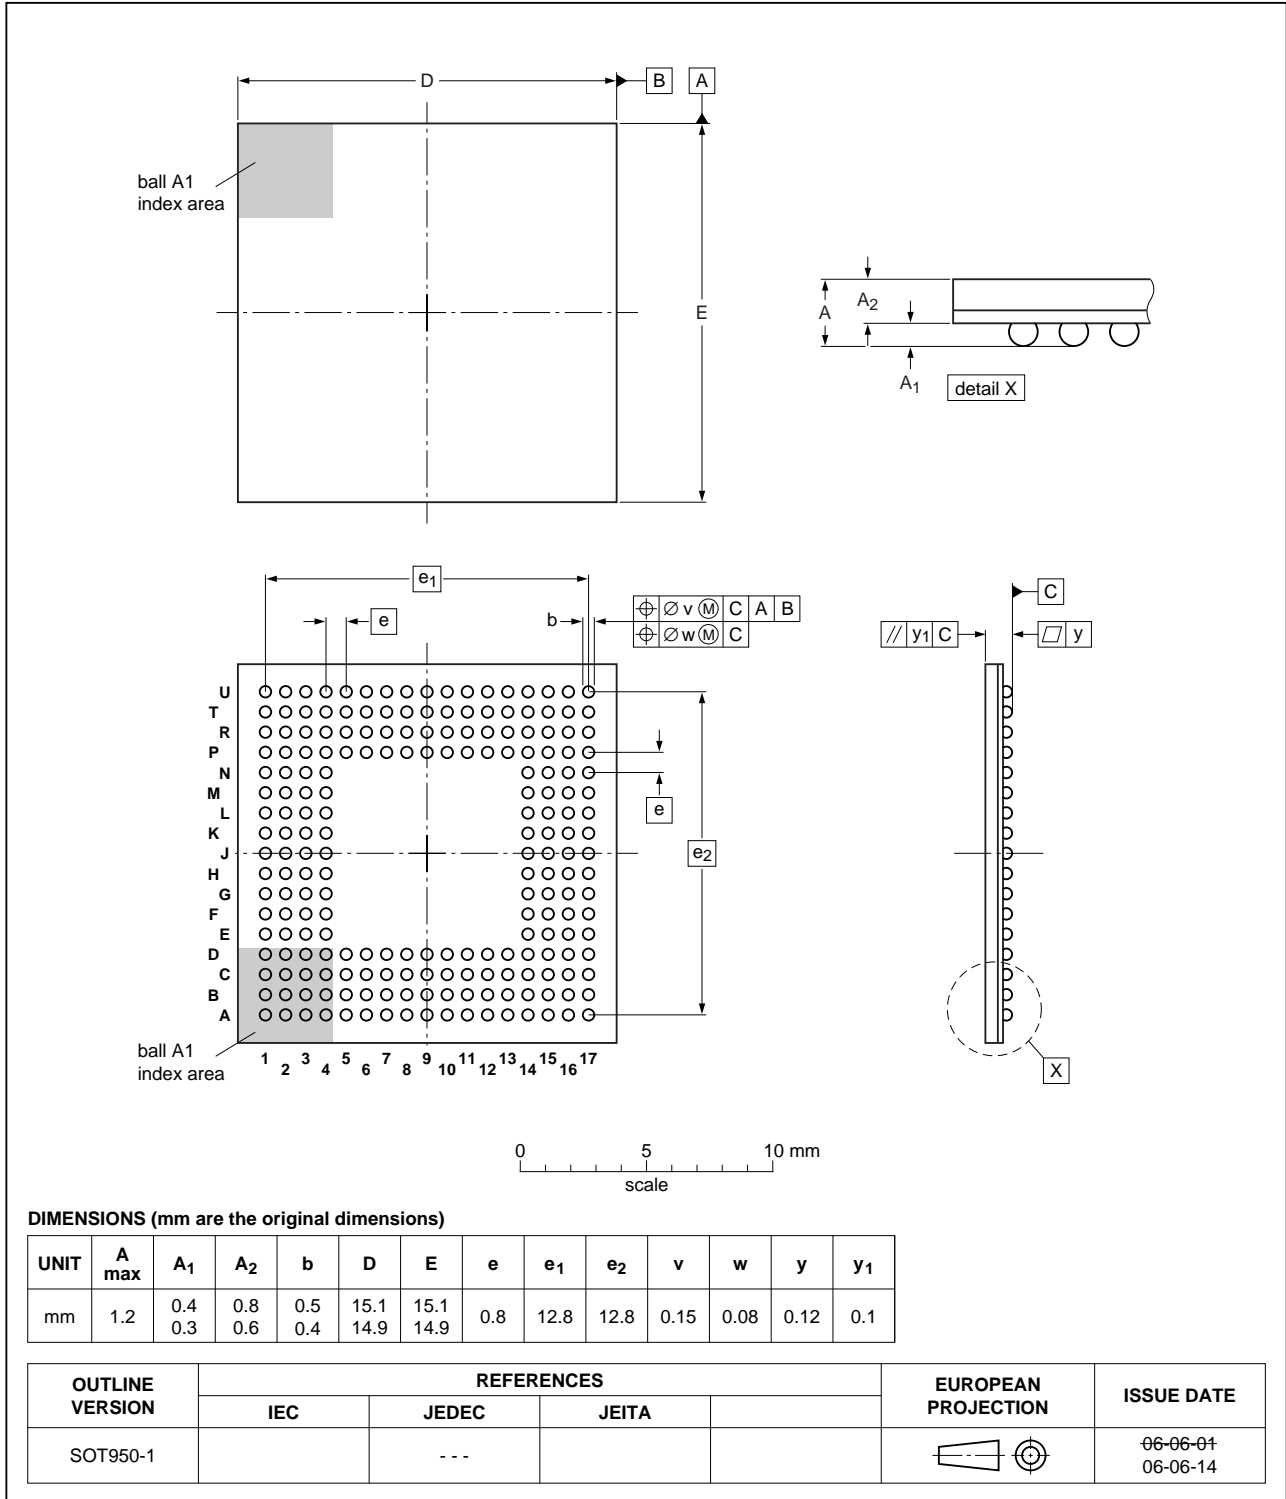 D
B A
ball A1
index area
E
A
A2
A1
detail X
e1
e
b
⌖ ∅ v Ⓜ C A B
⌖ ∅ w Ⓜ C
C
// y1 C
▱ y
U
T
R
P
N
M
L
K
J
H
G
F
E
D
C
B
A
e
e2
ball A1
index area
1 2 3 4 5 6 7 8 9 10 11 12 13 14 15 16 17
X
0 5 10 mm
scale
DIMENSIONS (mm are the original dimensions)
UNIT A max A1 A2 b D E e e1 e2 v w y y1
mm 1.2 0.4 0.3 0.8 0.6 0.5 0.4 15.1 14.9 15.1 14.9 0.8 12.8 12.8 0.15 0.08 0.12 0.1
OUTLINE VERSION REFERENCES EUROPEAN PROJECTION ISSUE DATE
IEC JEDEC JEITA
SOT950-1 - - - 06-06-01
06-06-14